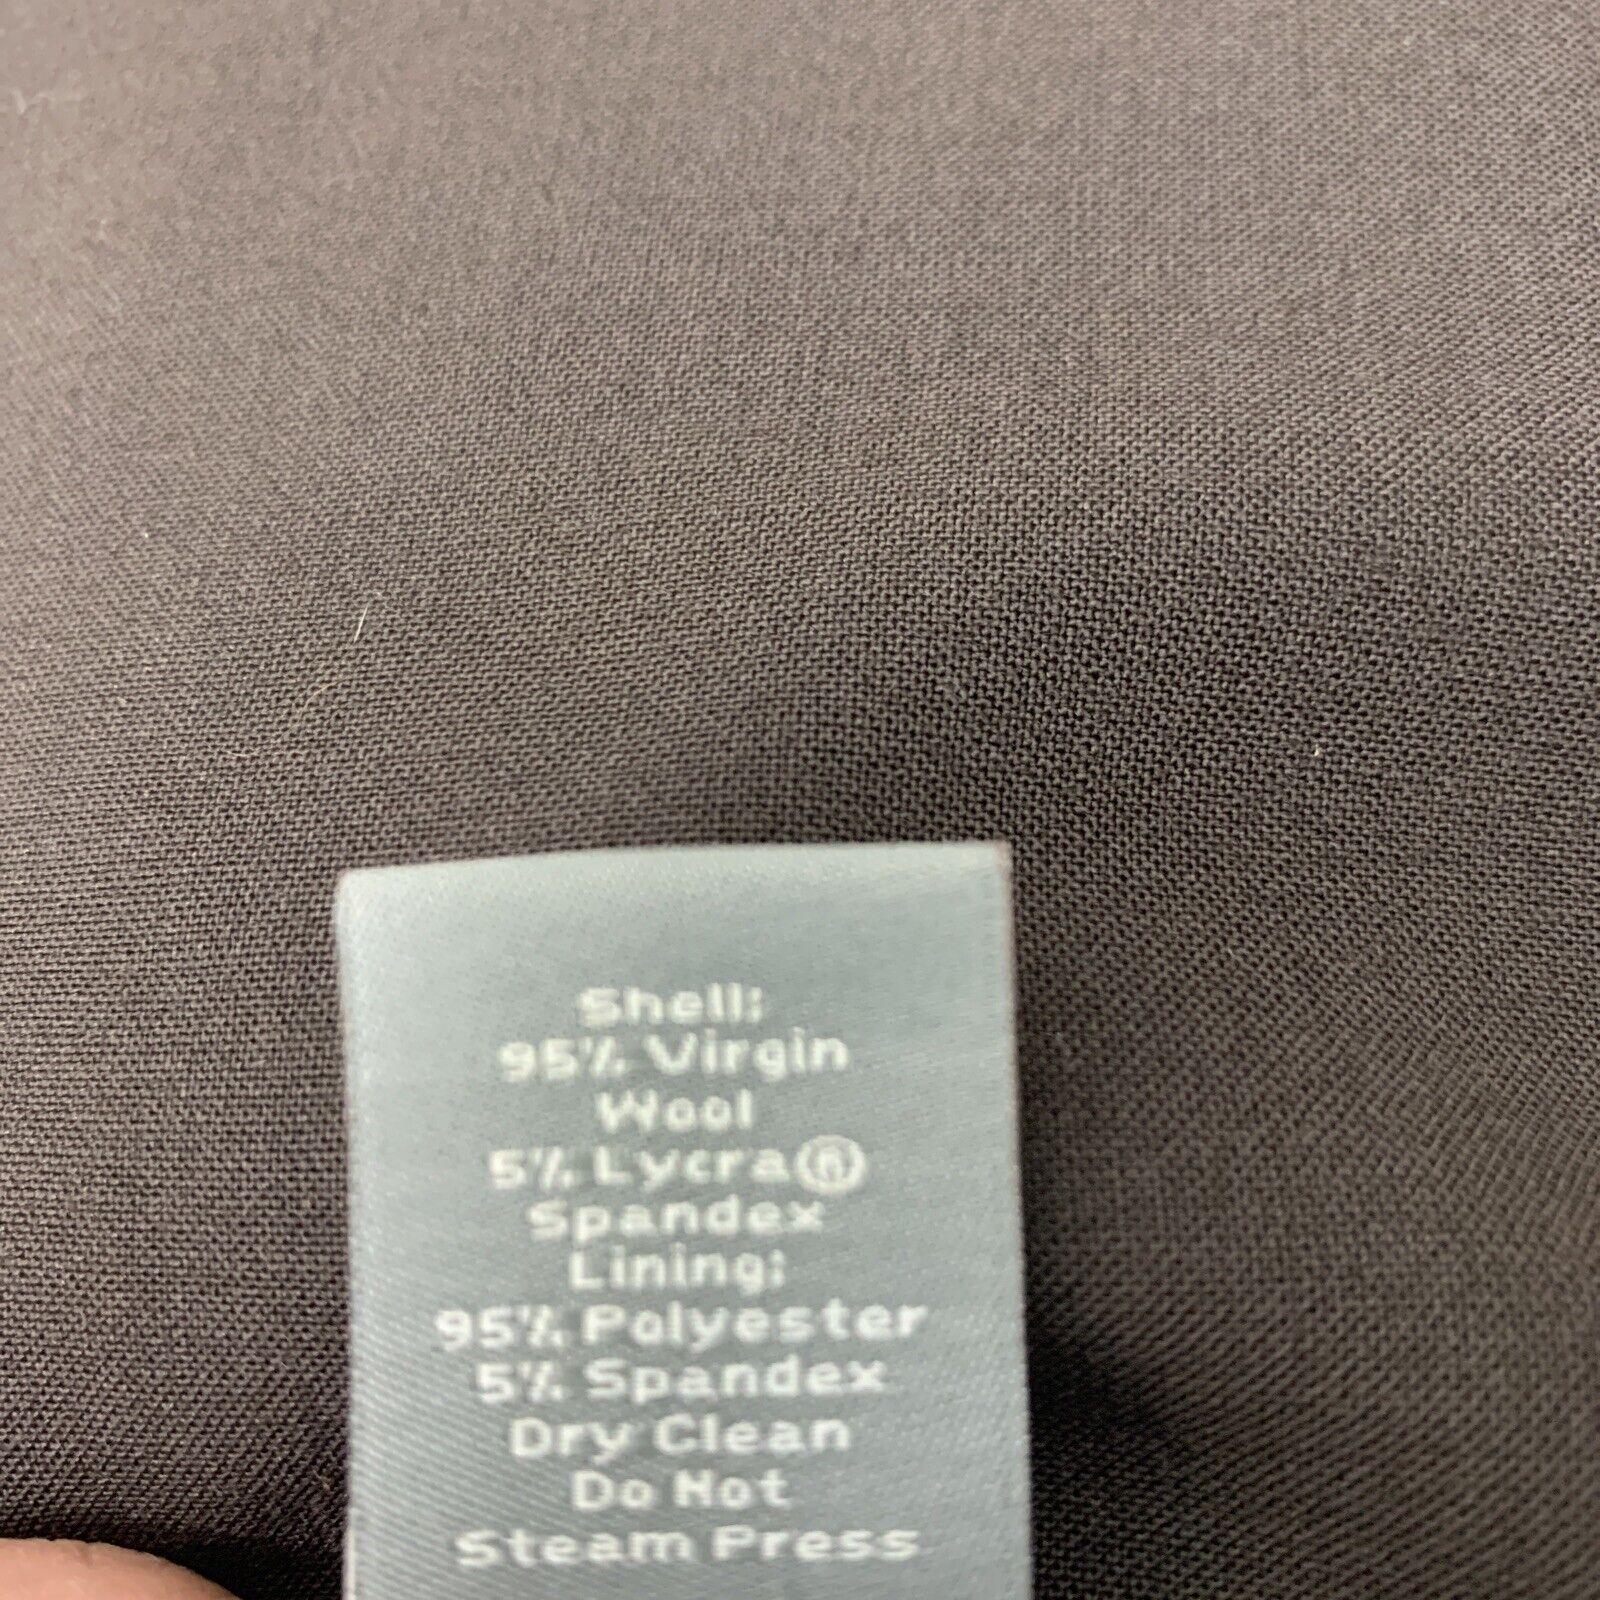 Shell:
95% Virgin
Wool
5% Lycra®
Spandex
Lining:
95% Polyester
5% Spandex
Dry Clean
Do Not
Steam Press